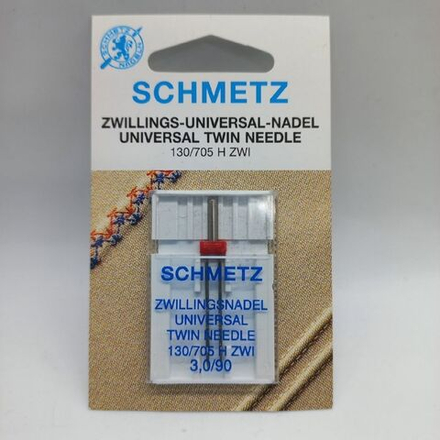 SCHMETZ
SCHMETZ
ZWILLINGS-UNIVERSAL-NADEL
UNIVERSAL TWIN NEEDLE
130/705 H ZWI
SCHMETZ
ZWILLINGSNADEL
UNIVERSAL
TWIN NEEDLE
130/705 H ZWI
3,0/90